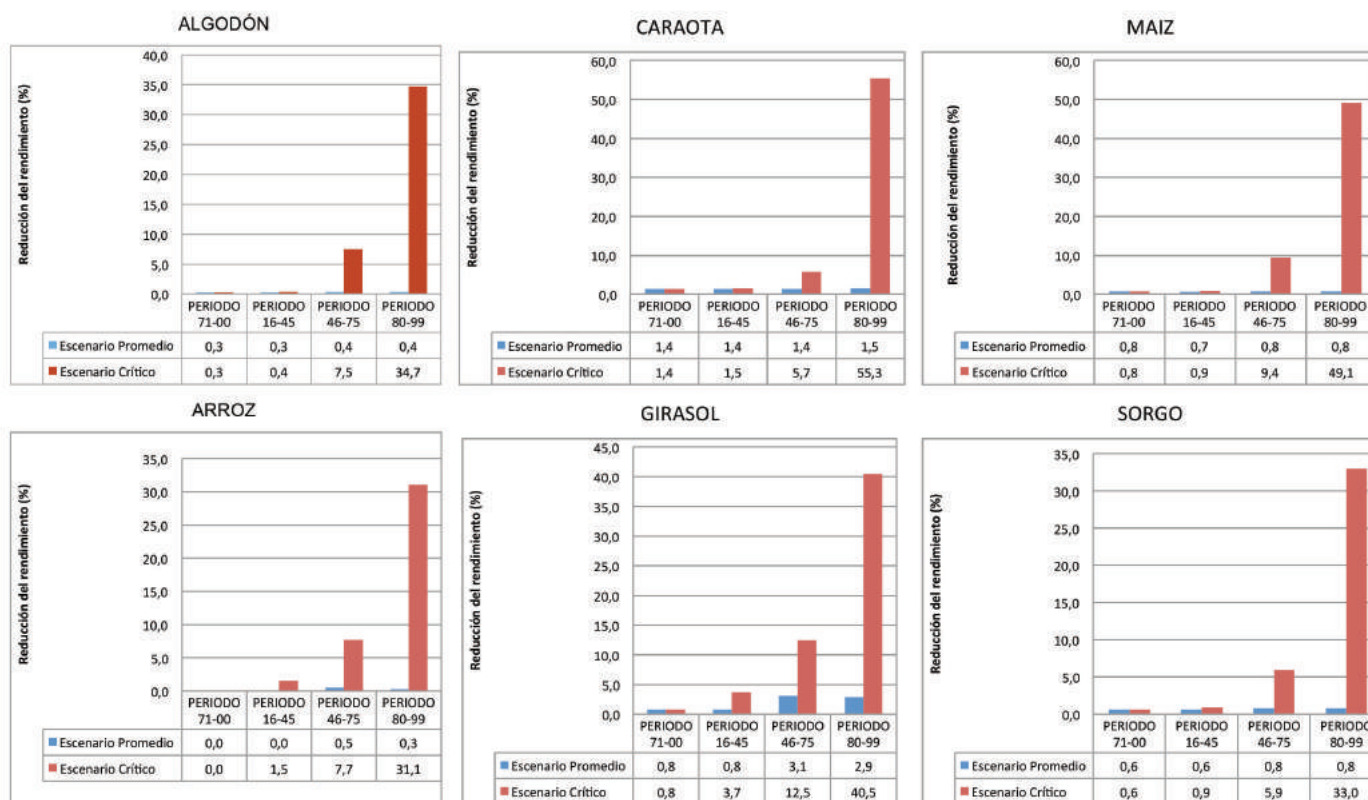 ALGODÓN
Reducción del rendimiento (%)
40,0
35,0
30,0
25,0
20,0
15,0
10,0
5,0
0,0
PERIODO PERIODO PERIODO PERIODO
71-00 16-45 46-75 80-99
Escenario Promedio 0,3 0,3 0,4 0,4
Escenario Crítico 0,3 0,4 7,5 34,7
CARAOTA
Reducción del rendimiento (%)
60,0
50,0
40,0
30,0
20,0
10,0
0,0
PERIODO PERIODO PERIODO PERIODO
71-00 16-45 46-75 80-99
Escenario Promedio 1,4 1,4 1,4 1,5
Escenario Crítico 1,4 1,5 5,7 55,3
MAIZ
Reducción del rendimiento (%)
60,0
50,0
40,0
30,0
20,0
10,0
0,0
PERIODO PERIODO PERIODO PERIODO
71-00 16-45 46-75 80-99
Escenario Promedio 0,8 0,7 0,8 0,8
Escenario Crítico 0,8 0,9 9,4 49,1
ARROZ
Reducción del rendimiento (%)
35,0
30,0
25,0
20,0
15,0
10,0
5,0
0,0
PERIODO PERIODO PERIODO PERIODO
71-00 16-45 46-75 80-99
Escenario Promedio 0,0 0,0 0,5 0,3
Escenario Crítico 0,0 1,5 7,7 31,1
GIRASOL
Reducción del rendimiento (%)
45,0
40,0
35,0
30,0
25,0
20,0
15,0
10,0
5,0
0,0
PERIODO PERIODO PERIODO PERIODO
71-00 16-45 46-75 80-99
Escenario Promedio 0,8 0,8 3,1 2,9
Escenario Crítico 0,8 3,7 12,5 40,5
SORGO
Reducción del rendimiento (%)
35,0
30,0
25,0
20,0
15,0
10,0
5,0
0,0
PERIODO PERIODO PERIODO PERIODO
71-00 16-45 46-75 80-99
Escenario Promedio 0,6 0,6 0,8 0,8
Escenario Crítico 0,6 0,9 5,9 33,0